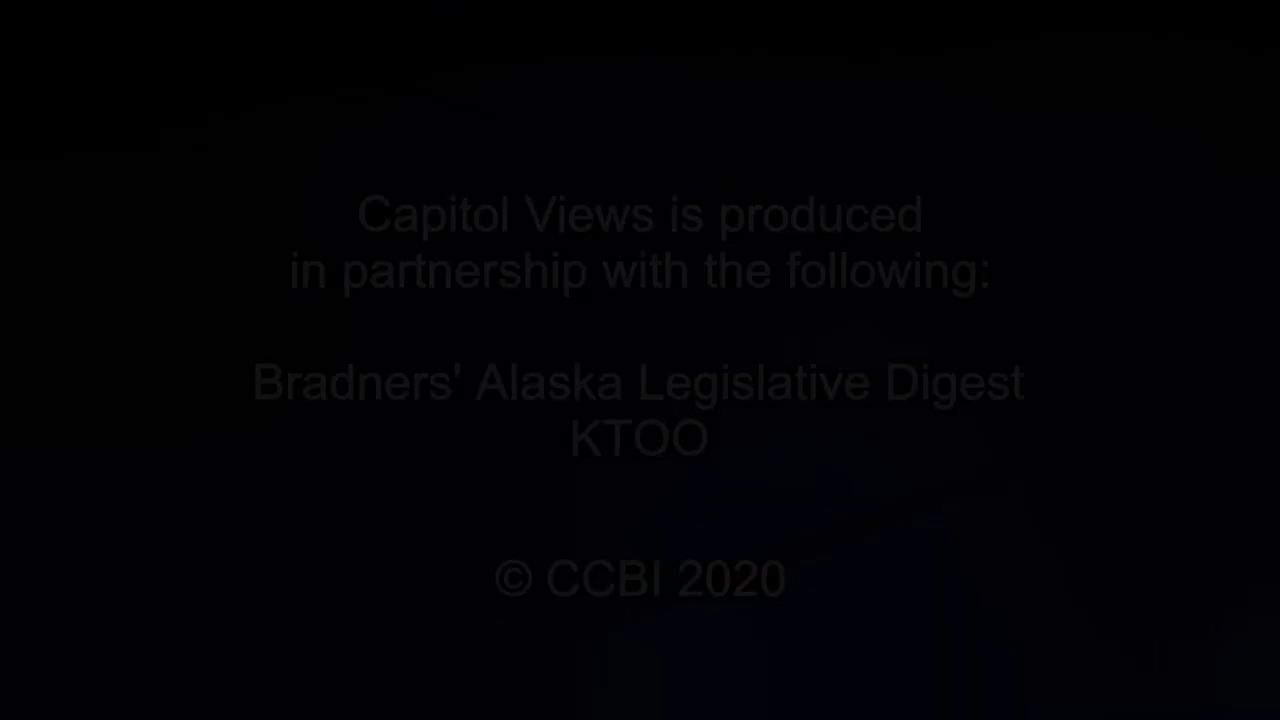 Capitol Views is produced
in partnership with the following:
Bradners' Alaska Legislative Digest
KTOO
© CCBI 2020